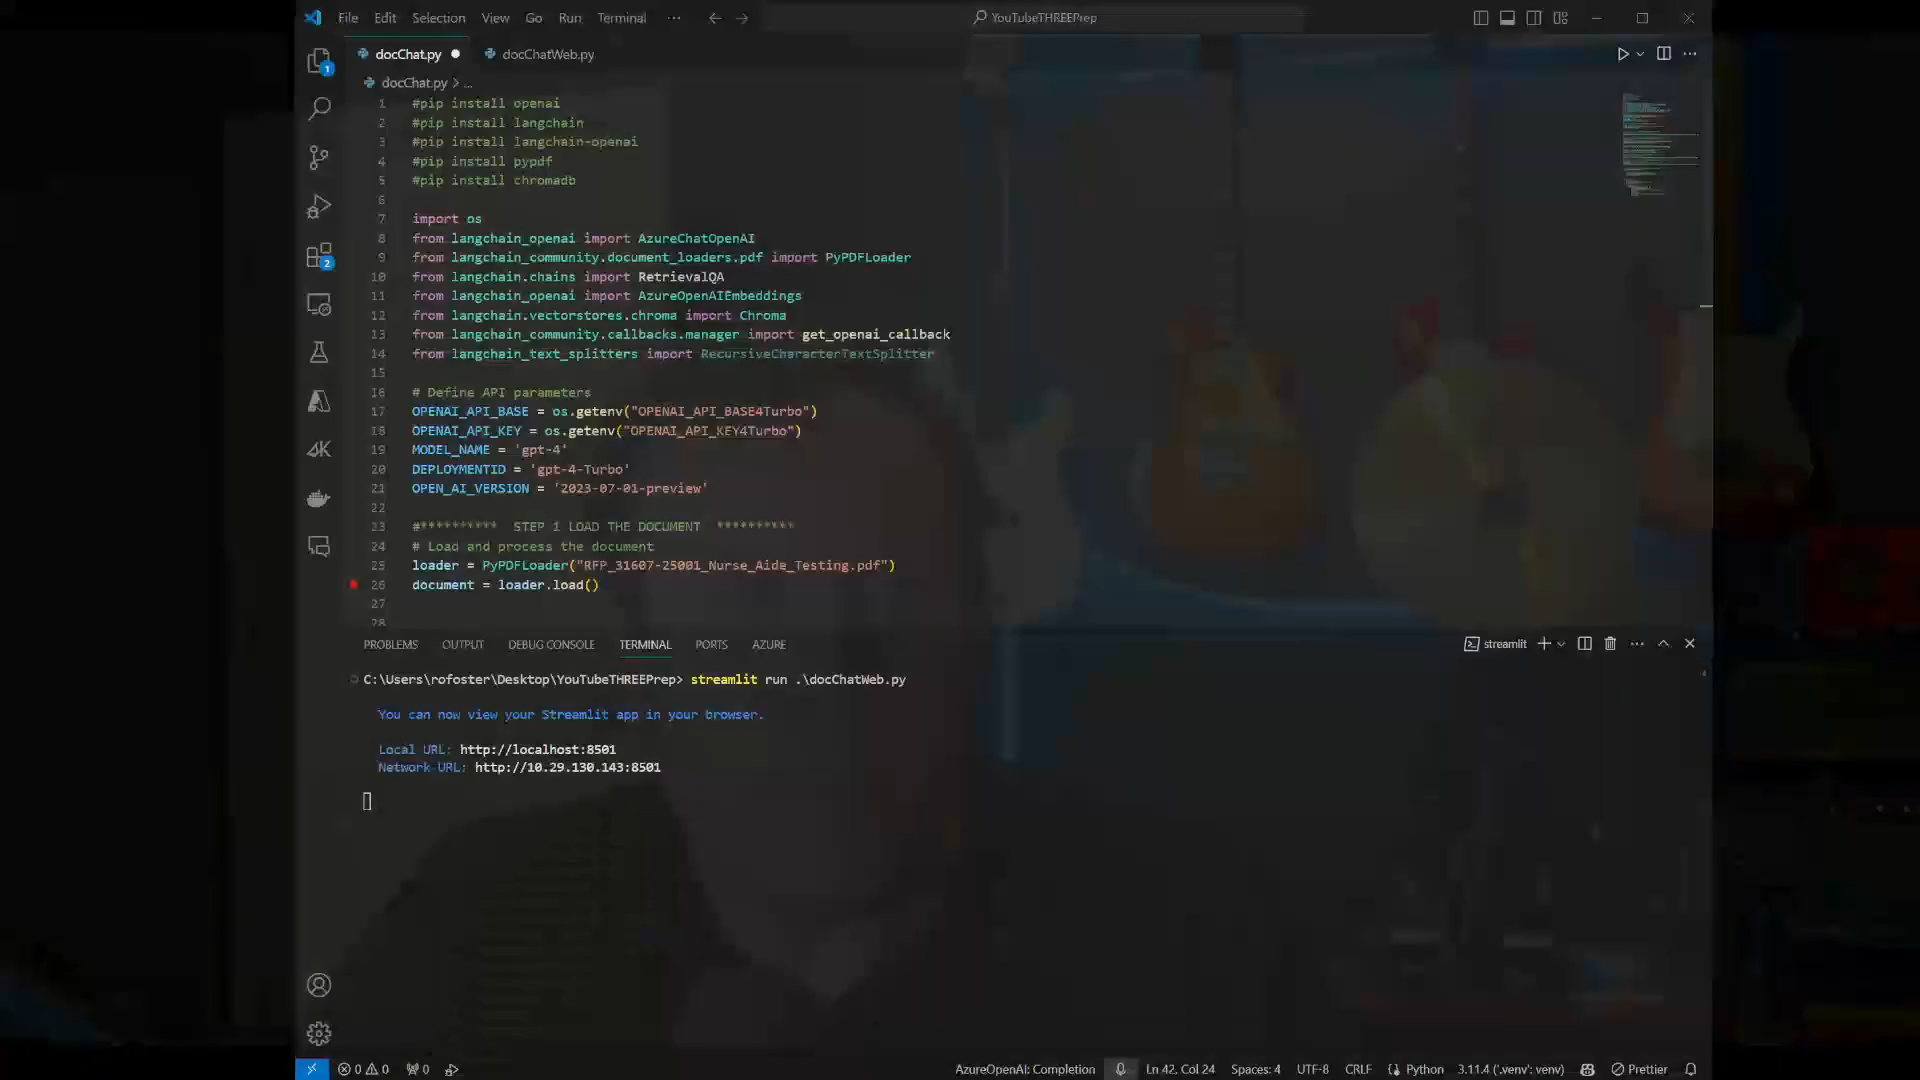 File Edit Selection View Go Run Terminal ··· YouTubeTHREEPrep
docChat.py docChatWeb.py
docChat.py > ...
1 #pip install openai
2 #pip install langchain
3 #pip install langchain-openai
4 #pip install pypdf
5 #pip install chromadb
6
7 import os
8 from langchain_openai import AzureChatOpenAI
9 from langchain_community.document_loaders.pdf import PyPDFLoader
10 from langchain.chains import RetrievalQA
11 from langchain_openai import AzureOpenAIEmbeddings
12 from langchain.vectorstores.chroma import Chroma
13 from langchain_community.callbacks.manager import get_openai_callback
14 from langchain_text_splitters import RecursiveCharacterTextSplitter
15
16 # Define API parameters
17 OPENAI_API_BASE = os.getenv("OPENAI_API_BASE4Turbo")
18 OPENAI_API_KEY = os.getenv("OPENAI_API_KEY4Turbo")
19 MODEL_NAME = 'gpt-4'
20 DEPLOYMENTID = 'gpt-4-Turbo'
21 OPEN_AI_VERSION = '2023-07-01-preview'
22
23 #********** STEP 1 LOAD THE DOCUMENT **********
24 # Load and process the document
25 loader = PyPDFLoader("RFP_31607-25001_Nurse_Aide_Testing.pdf")
26 document = loader.load()
27
28
PROBLEMS OUTPUT DEBUG CONSOLE TERMINAL PORTS AZURE streamlit
C:\Users\rofoster\Desktop\YouTubeTHREEPrep> streamlit run .\docChatWeb.py
You can now view your Streamlit app in your browser.
Local URL: http://localhost:8501
Network URL: http://10.29.130.143:8501
1
2
4K
0 0 0 AzureOpenAI: Completion Ln 42, Col 24 Spaces: 4 UTF-8 CRLF Python 3.11.4 ('.venv': venv) Prettier